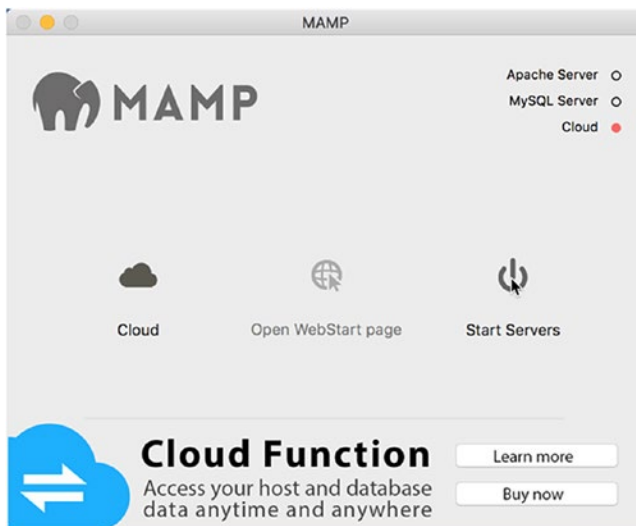 MAMP
MAMP
Apache Server
MySQL Server
Cloud
Cloud
Open WebStart page
Start Servers
Cloud Function
Access your host and database
data anytime and anywhere
Learn more
Buy now